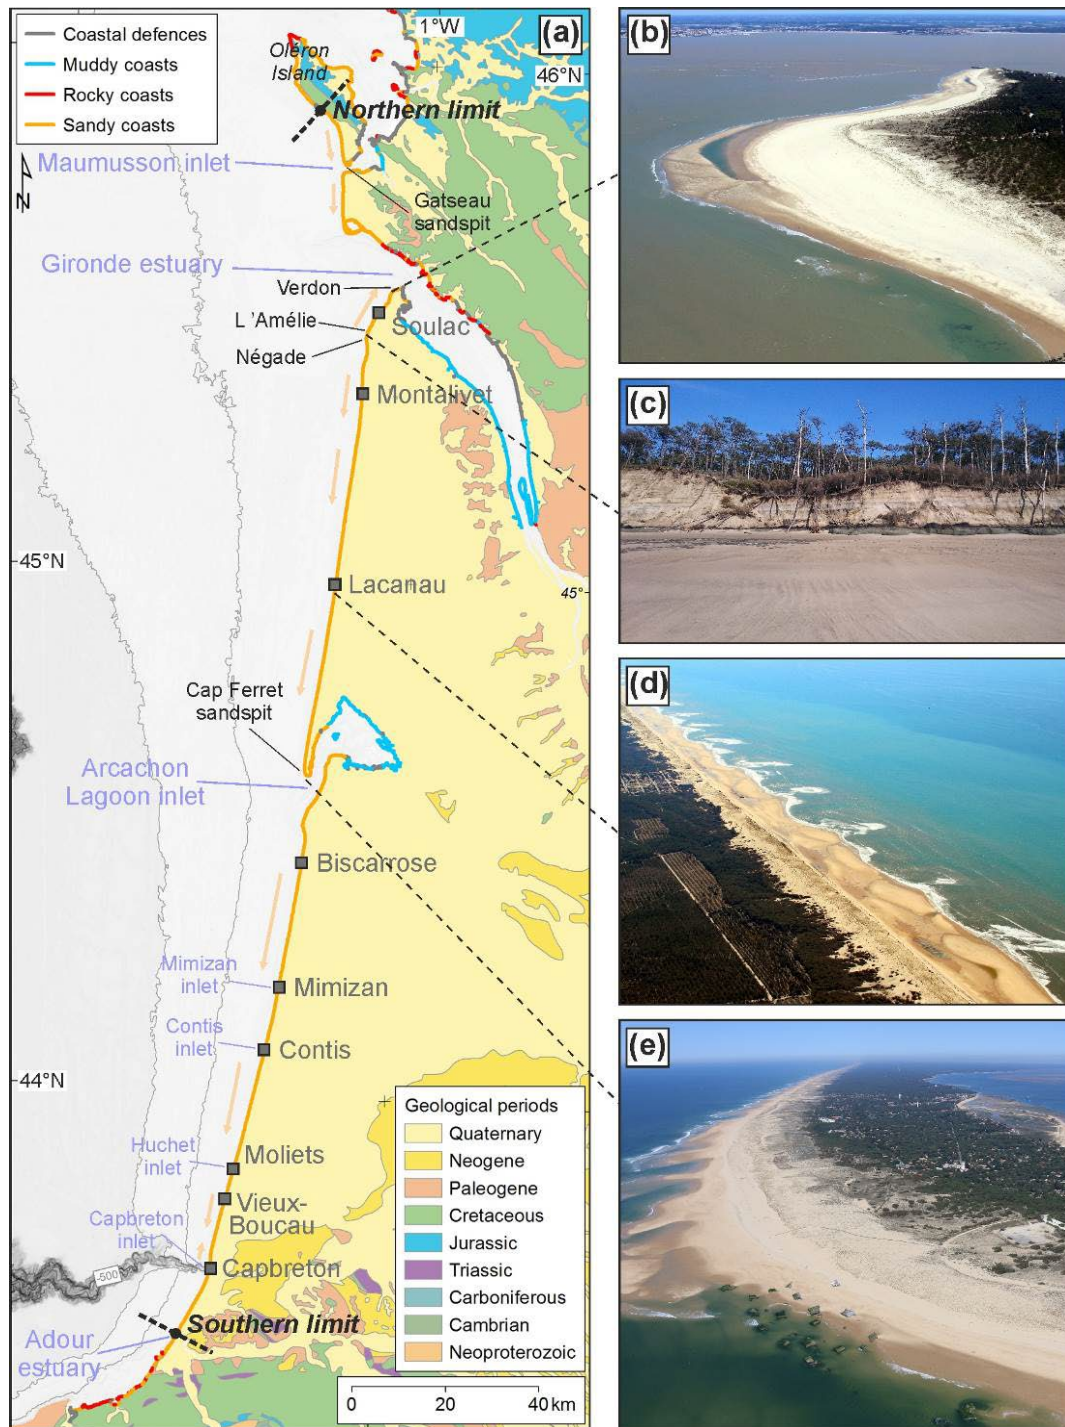 Coastal defences
Muddy coasts
Rocky coasts
Sandy coasts
1°W
(a)
46°N
Oléron
Island
Northern limit
Maumusson inlet
N
Gatseau
sandspit
Gironde estuary
Verdon
L 'Amélie
Soulac
Négade
Montalivet
45°N
Lacanau
45°
Cap Ferret
sandspit
Arcachon
Lagoon inlet
Biscarrose
Mimizan
inlet
Mimizan
Contis
inlet
Contis
44°N
Huchet
inlet
Moliets
Vieux-
Boucau
Capbreton
inlet
Capbreton
-500
Southern limit
Adour
estuary
Geological periods
Quaternary
Neogene
Paleogene
Cretaceous
Jurassic
Triassic
Carboniferous
Cambrian
Neoproterozoic
0 20 40 km
(b)
(c)
(d)
(e)